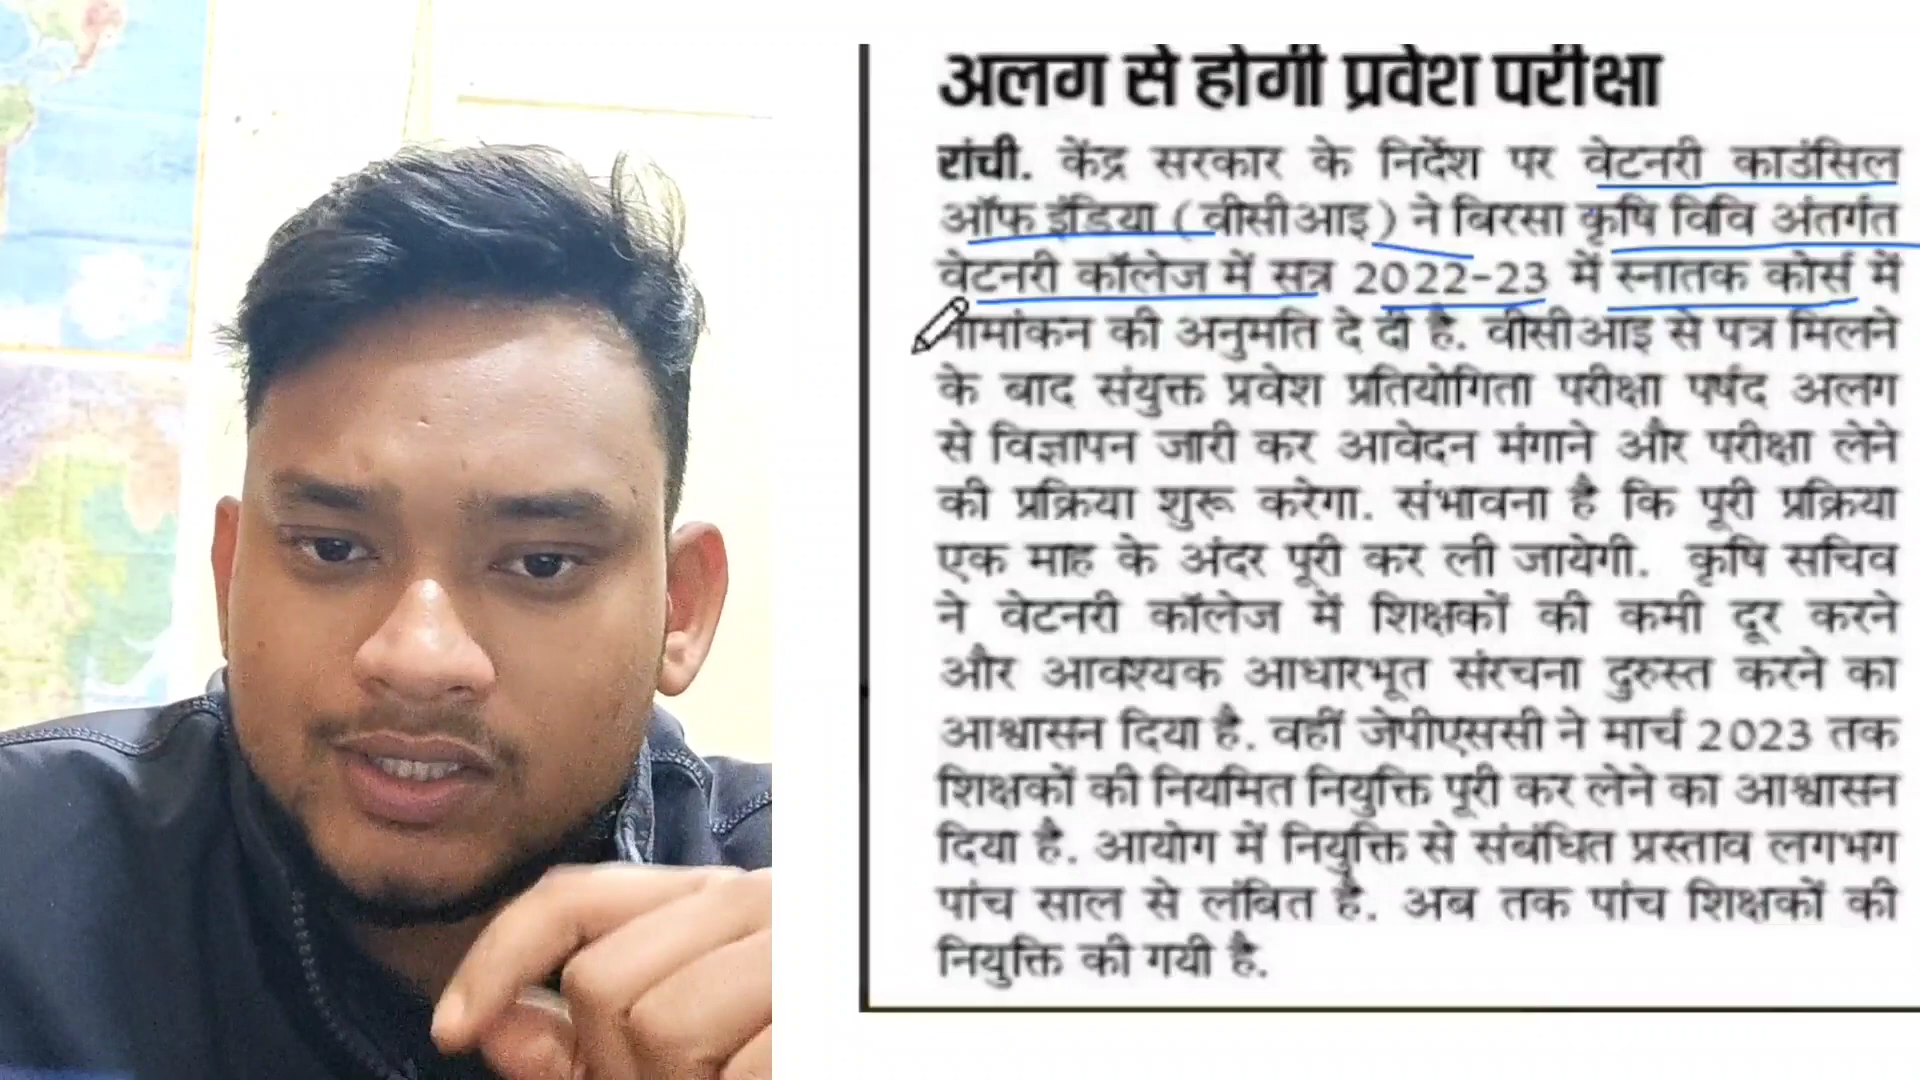 अलग से होगी प्रवेश परीक्षा
रांची. केंद्र सरकार के निर्देश पर वेटनरी काउंसिल
ऑफ इंडिया (वीसीआइ) ने बिरसा कृषि विवि अंतर्गत
वेटनरी कॉलेज में सत्र 2022-23 में स्नातक कोर्स में
नामांकन की अनुमति दे दी है. वीसीआइ से पत्र मिलने
के बाद संयुक्त प्रवेश प्रतियोगिता परीक्षा पर्षद अलग
से विज्ञापन जारी कर आवेदन मंगाने और परीक्षा लेने
की प्रक्रिया शुरू करेगा. संभावना है कि पूरी प्रक्रिया
एक माह के अंदर पूरी कर ली जायेगी. कृषि सचिव
ने वेटनरी कॉलेज में शिक्षकों की कमी दूर करने
और आवश्यक आधारभूत संरचना दुरुस्त करने का
आश्वासन दिया है. वहीं जेपीएससी ने मार्च 2023 तक
शिक्षकों की नियमित नियुक्ति पूरी कर लेने का आश्वासन
दिया है. आयोग में नियुक्ति से संबंधित प्रस्ताव लगभग
पांच साल से लंबित है. अब तक पांच शिक्षकों की
नियुक्ति की गयी है.